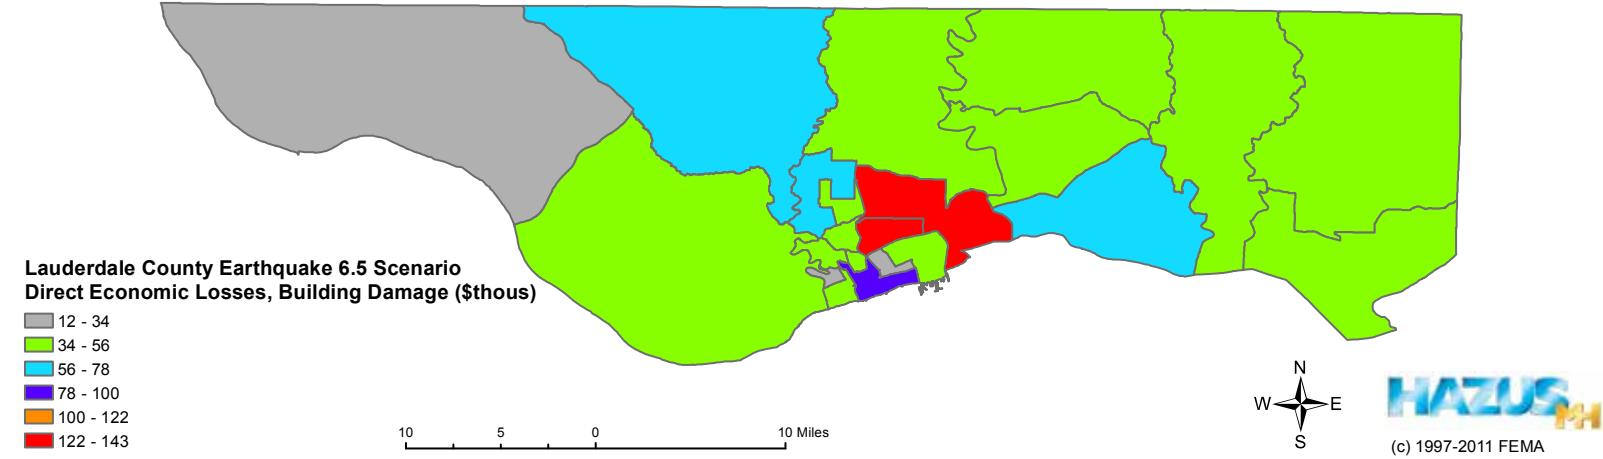 Lauderdale County Earthquake 6.5 Scenario
Direct Economic Losses, Building Damage ($thous)
12 - 34
34 - 56
56 - 78
78 - 100
100 - 122
122 - 143
10 5 0 10 Miles
N
W E
S
HAZUS
MH
(c) 1997-2011 FEMA